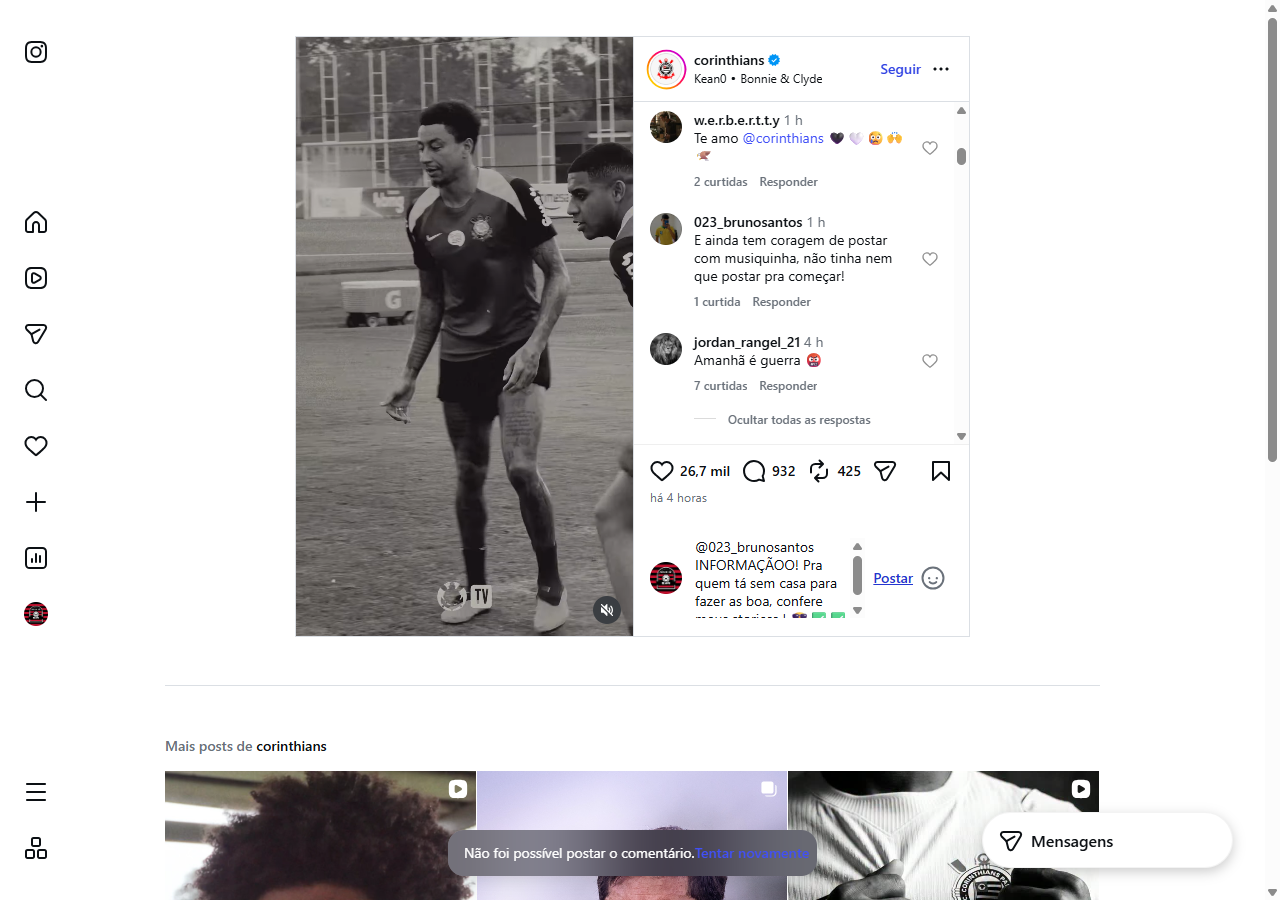 corinthians
Kean0 • Bonnie & Clyde
Seguir
w.e.r.b.e.r.t.t.y 1 h
Te amo @corinthians 🖤 🤍 😜 🙌
2 curtidas Responder
023_brunosantos 1 h
E ainda tem coragem de postar
com musiquinha, não tinha nem
que postar pra começar!
1 curtida Responder
jordan_rangel_21 4 h
Amanhã é guerra 👹
7 curtidas Responder
Ocultar todas as respostas
26,7 mil 932 425
há 4 horas
@023_brunosantos
INFORMAÇÃOO! Pra
quem tá sem casa para
fazer as boa, confere
Postar
G
TV
Mais posts de corinthians
Mensagens
Não foi possível postar o comentário.Tentar novamente